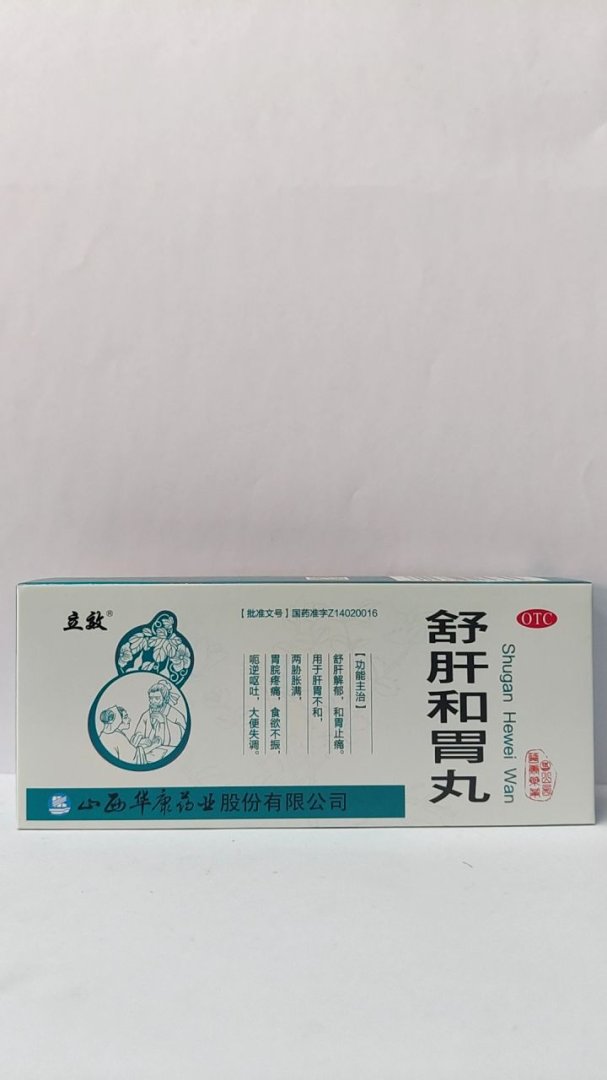 立效®
【批准文号】国药准字Z14020016
【功能主治】
舒肝解郁，和胃止痛。
用于肝胃不和，
两胁胀满，
胃脘疼痛，食欲不振，
呃逆呕吐，大便失调。
舒肝和胃丸
Shugan Hewei Wan
OTC
山西华康药业股份有限公司